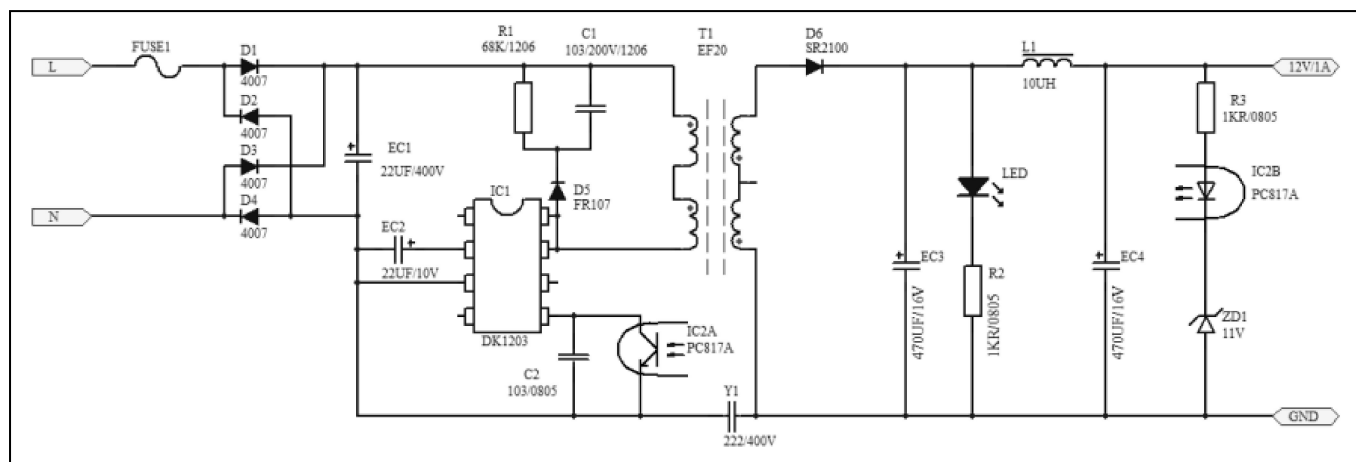 L
FUSE1
D1
4007
D2
4007
D3
4007
D4
4007
N
EC1
22UF/400V
EC2
22UF/10V
R1
68K/1206
C1
103/200V/1206
D5
FR107
IC1
DK1203
C2
103/0805
IC2A
PC817A
Y1
222/400V
T1
EF20
D6
SR2100
EC3
470UF/16V
LED
R2
1KR/0805
L1
10UH
EC4
470UF/16V
12V/1A
R3
1KR/0805
IC2B
PC817A
ZD1
11V
GND